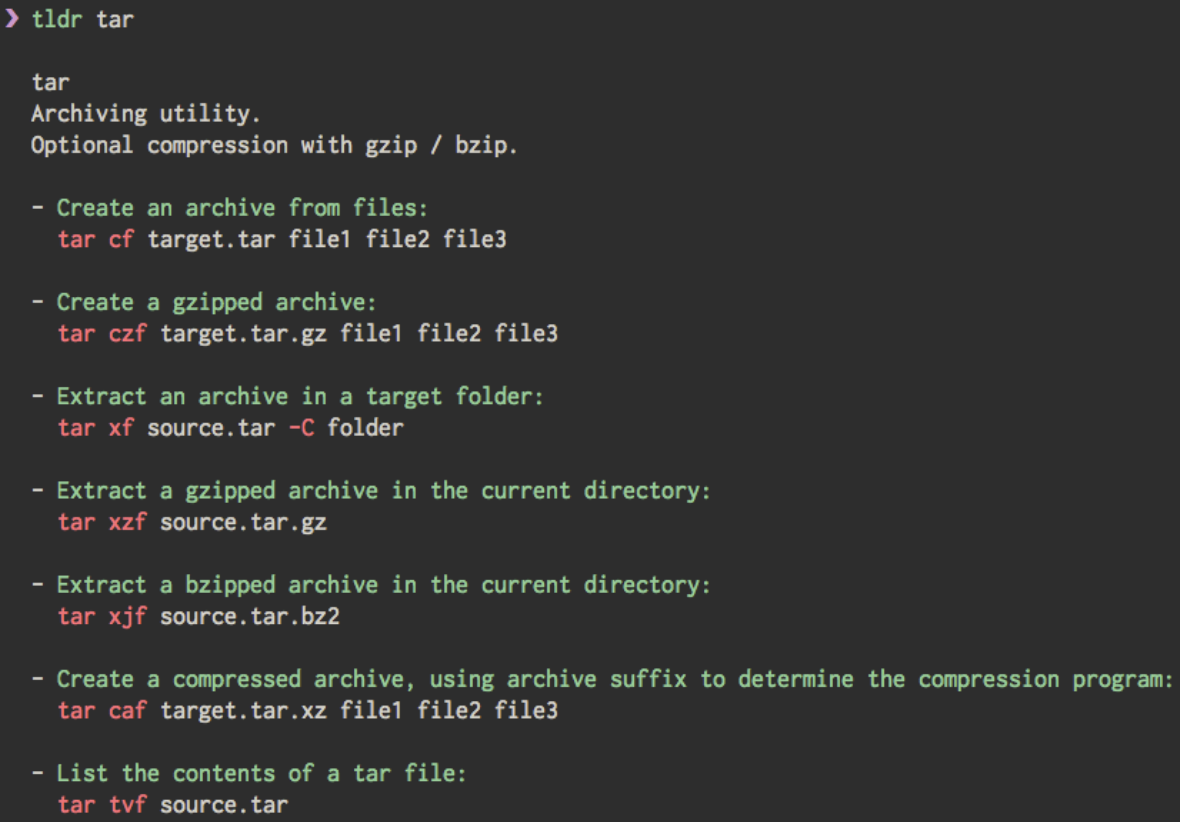 ❯ tldr tar
tar
Archiving utility.
Optional compression with gzip / bzip.
- Create an archive from files:
tar cf target.tar file1 file2 file3
- Create a gzipped archive:
tar czf target.tar.gz file1 file2 file3
- Extract an archive in a target folder:
tar xf source.tar -C folder
- Extract a gzipped archive in the current directory:
tar xzf source.tar.gz
- Extract a bzipped archive in the current directory:
tar xjf source.tar.bz2
- Create a compressed archive, using archive suffix to determine the compression program:
tar caf target.tar.xz file1 file2 file3
- List the contents of a tar file:
tar tvf source.tar